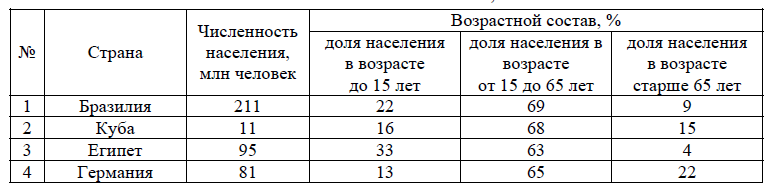 № Страна Численность населения, млн человек Возрастной состав, %
доля населения в возрасте до 15 лет доля населения в возрасте от 15 до 65 лет доля населения в возрасте старше 65 лет
1 Бразилия 211 22 69 9
2 Куба 11 16 68 15
3 Египет 95 33 63 4
4 Германия 81 13 65 22